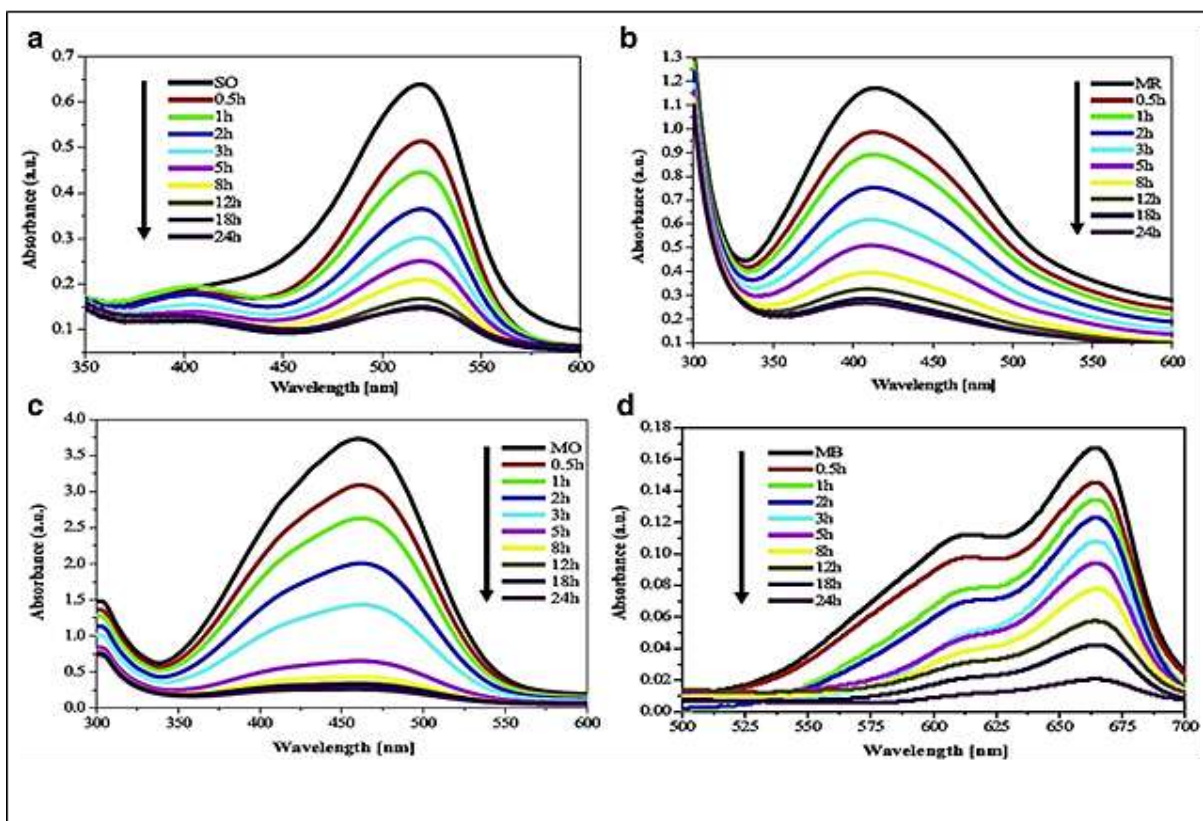 a
0.7
0.6
0.5
0.4
0.3
0.2
0.1
350
400
450
500
550
600
Absorbance (a.u.)
Wavelength [nm]
SO
0.5h
1h
2h
3h
5h
8h
12h
18h
24h
b
1.3
1.2
1.1
1.0
0.9
0.8
0.7
0.6
0.5
0.4
0.3
0.2
0.1
300
350
400
450
500
550
600
Absorbance (a.u.)
Wavelength [nm]
MR
0.5h
1h
2h
3h
5h
8h
12h
18h
24h
c
4.0
3.5
3.0
2.5
2.0
1.5
1.0
0.5
0.0
300
350
400
450
500
550
600
Absorbance (a.u.)
Wavelength [nm]
MO
0.5h
1h
2h
3h
5h
8h
12h
18h
24h
d
0.18
0.16
0.14
0.12
0.10
0.08
0.06
0.04
0.02
0.00
500
525
550
575
600
625
650
675
700
Absorbance (a.u.)
Wavelength [nm]
MB
0.5h
1h
2h
3h
5h
8h
12h
18h
24h